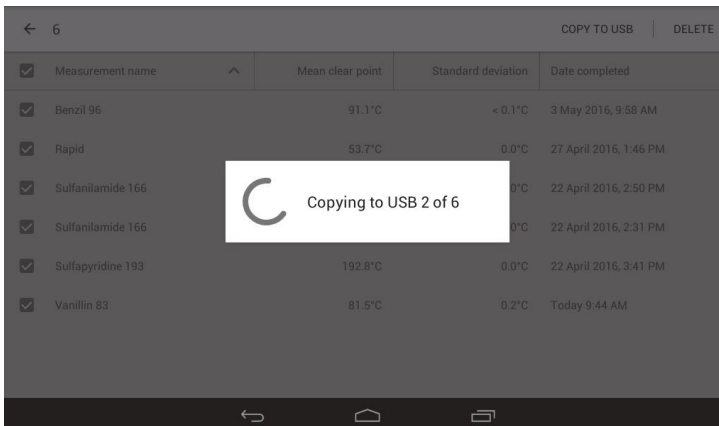 6 COPY TO USB DELETE
Measurement name Mean clear point Standard deviation Date completed
Benzil 96 91.1°C < 0.1°C 3 May 2016, 9:58 AM
Rapid 53.7°C 0.0°C 27 April 2016, 1:46 PM
Sulfanilamide 166 0°C 22 April 2016, 2:50 PM
Copying to USB 2 of 6
Sulfanilamide 166 0°C 22 April 2016, 2:31 PM
Sulfapyridine 193 192.8°C 0.0°C 22 April 2016, 3:41 PM
Vanillin 83 81.5°C 0.2°C Today 9:44 AM